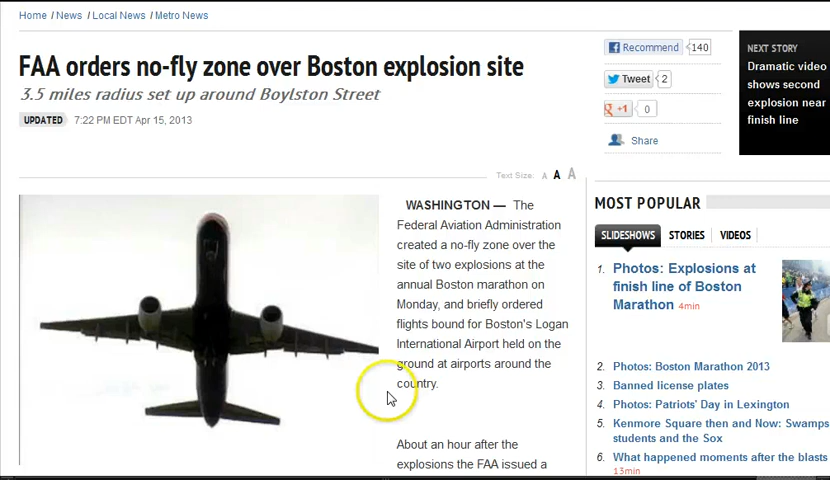 Home / News / Local News / Metro News
FAA orders no-fly zone over Boston explosion site
3.5 miles radius set up around Boylston Street
UPDATED 7:22 PM EDT Apr 15, 2013
Recommend 140
Tweet 2
+1 0
Share
NEXT STORY
Dramatic video
shows second
explosion near
finish line
Text Size: A A A
WASHINGTON — The
Federal Aviation Administration
created a no-fly zone over the
site of two explosions at the
annual Boston marathon on
Monday, and briefly ordered
flights bound for Boston's Logan
International Airport held on the
ground at airports around the
country.
About an hour after the
explosions the FAA issued a
MOST POPULAR
SLIDESHOWS STORIES VIDEOS
1. Photos: Explosions at
finish line of Boston
Marathon 4min
2. Photos: Boston Marathon 2013
3. Banned license plates
4. Photos: Patriots' Day in Lexington
5. Kenmore Square then and Now: Swamps
students and the Sox
6. What happened moments after the blasts
13min